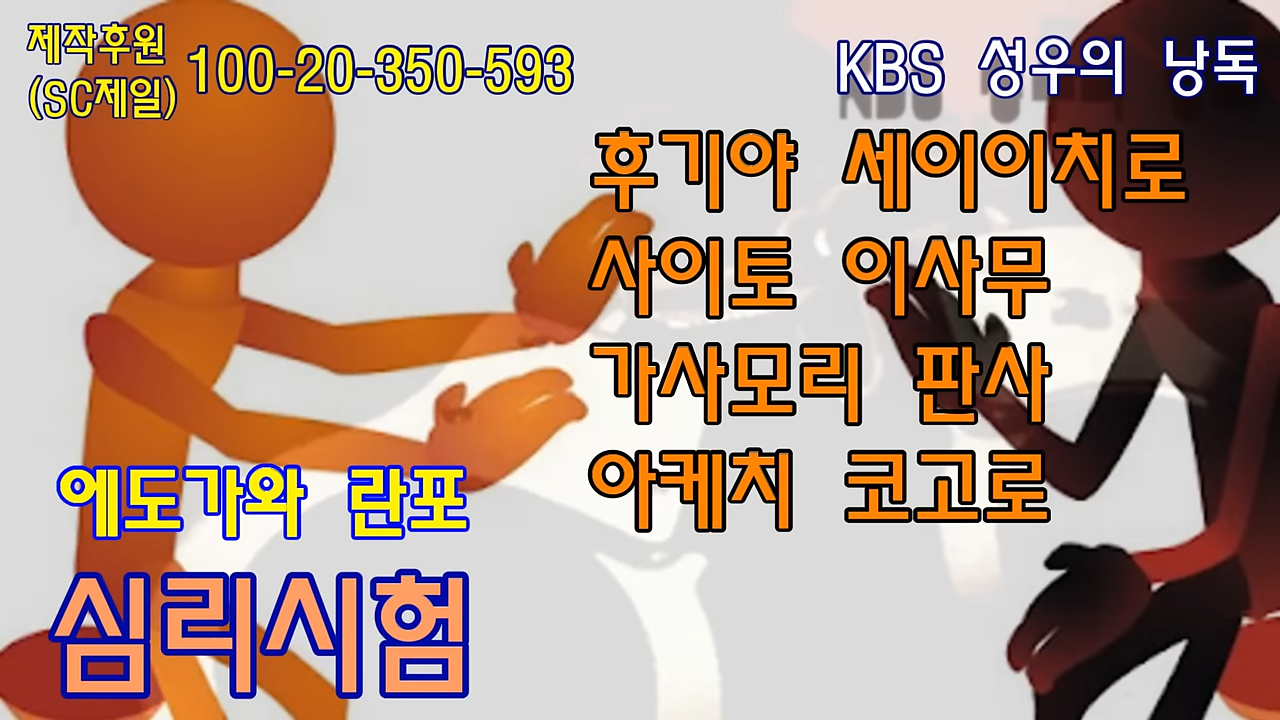 제작후원
(SC제일)
100-20-350-593
KBS 성우의 낭독
후기야 세이이치로
사이토 이사무
가사모리 판사
아케치 코고로
에도가와 란포
심리시험